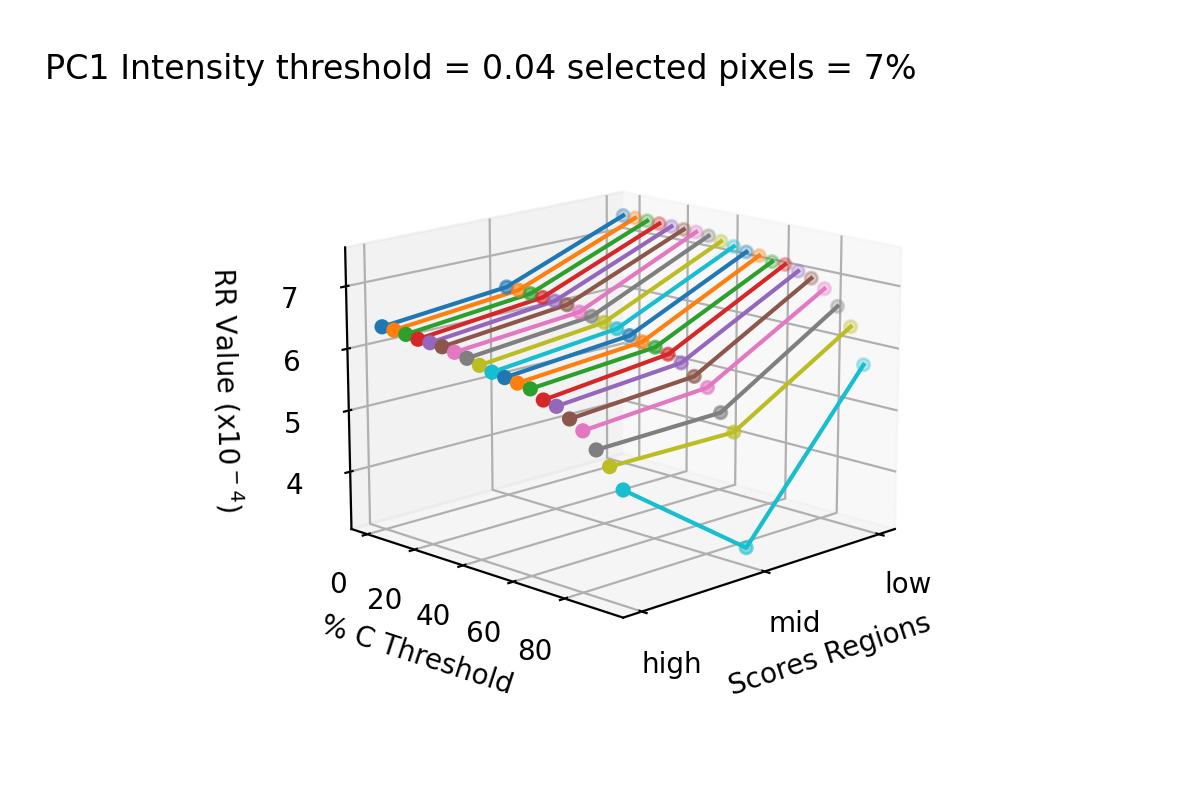 PC1 Intensity threshold = 0.04 selected pixels = 7%
RR Value (x10⁻⁴)
7
6
5
4
0
20
40
60
80
% C Threshold
high
mid
low
Scores Regions